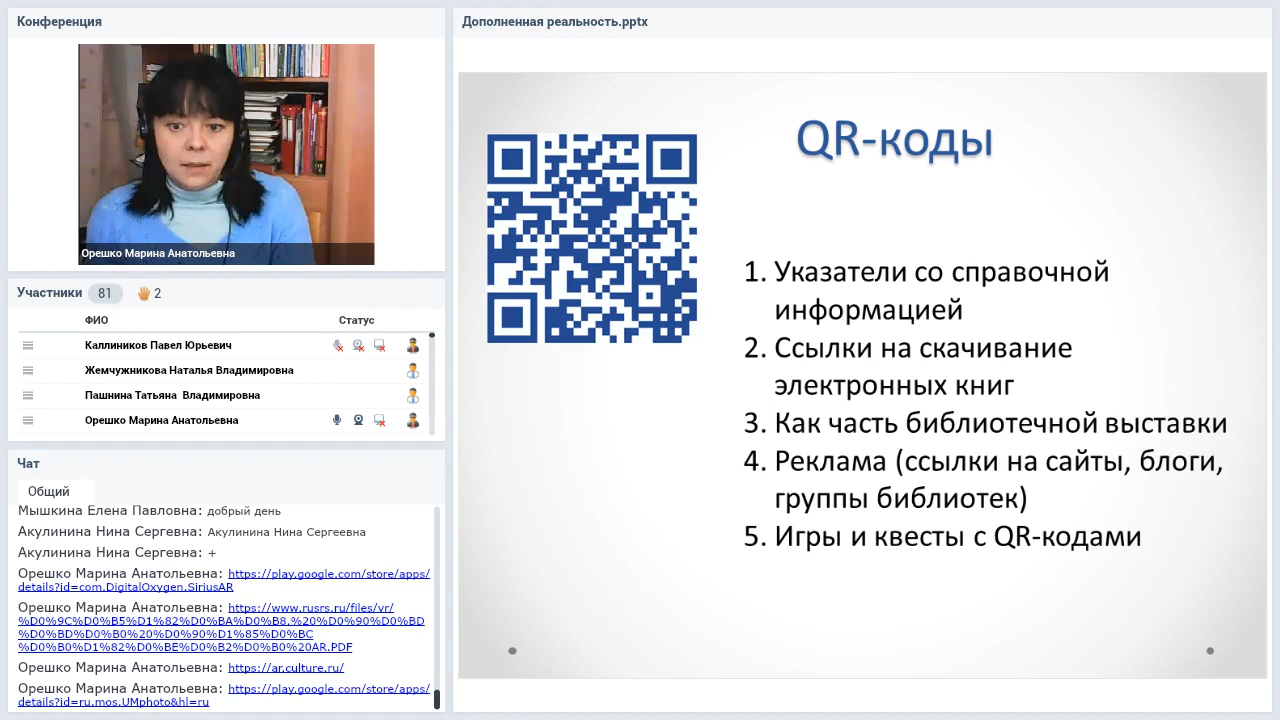 Конференция
Орешко Марина Анатольевна
Участники 81 2
ФИО Статус
Каллиников Павел Юрьевич
Жемчужникова Наталья Владимировна
Пашнина Татьяна Владимировна
Орешко Марина Анатольевна
Чат
Общий
Мышкина Елена Павловна: добрый день
Акулинина Нина Сергевна: Акулинина Нина Сергеевна
Акулинина Нина Сергевна: +
Орешко Марина Анатольевна: https://play.google.com/store/apps/
details?id=com.DigitalOxygen.SiriusAR
Орешко Марина Анатольевна: https://www.rusrs.ru/files/vr/
%D0%9C%D0%B5%D1%82%D0%BA%D0%B8.%20%D0%90%D0%BD
%D0%BD%D0%B0%20%D0%90%D1%85%D0%BC
%D0%B0%D1%82%D0%BE%D0%B2%D0%B0%20AR.PDF
Орешко Марина Анатольевна: https://ar.culture.ru/
Орешко Марина Анатольевна: https://play.google.com/store/apps/
details?id=ru.mos.UMphoto&hl=ru
Дополненная реальность.pptx
QR-коды
1. Указатели со справочной
информацией
2. Ссылки на скачивание
электронных книг
3. Как часть библиотечной выставки
4. Реклама (ссылки на сайты, блоги,
группы библиотек)
5. Игры и квесты с QR-кодами